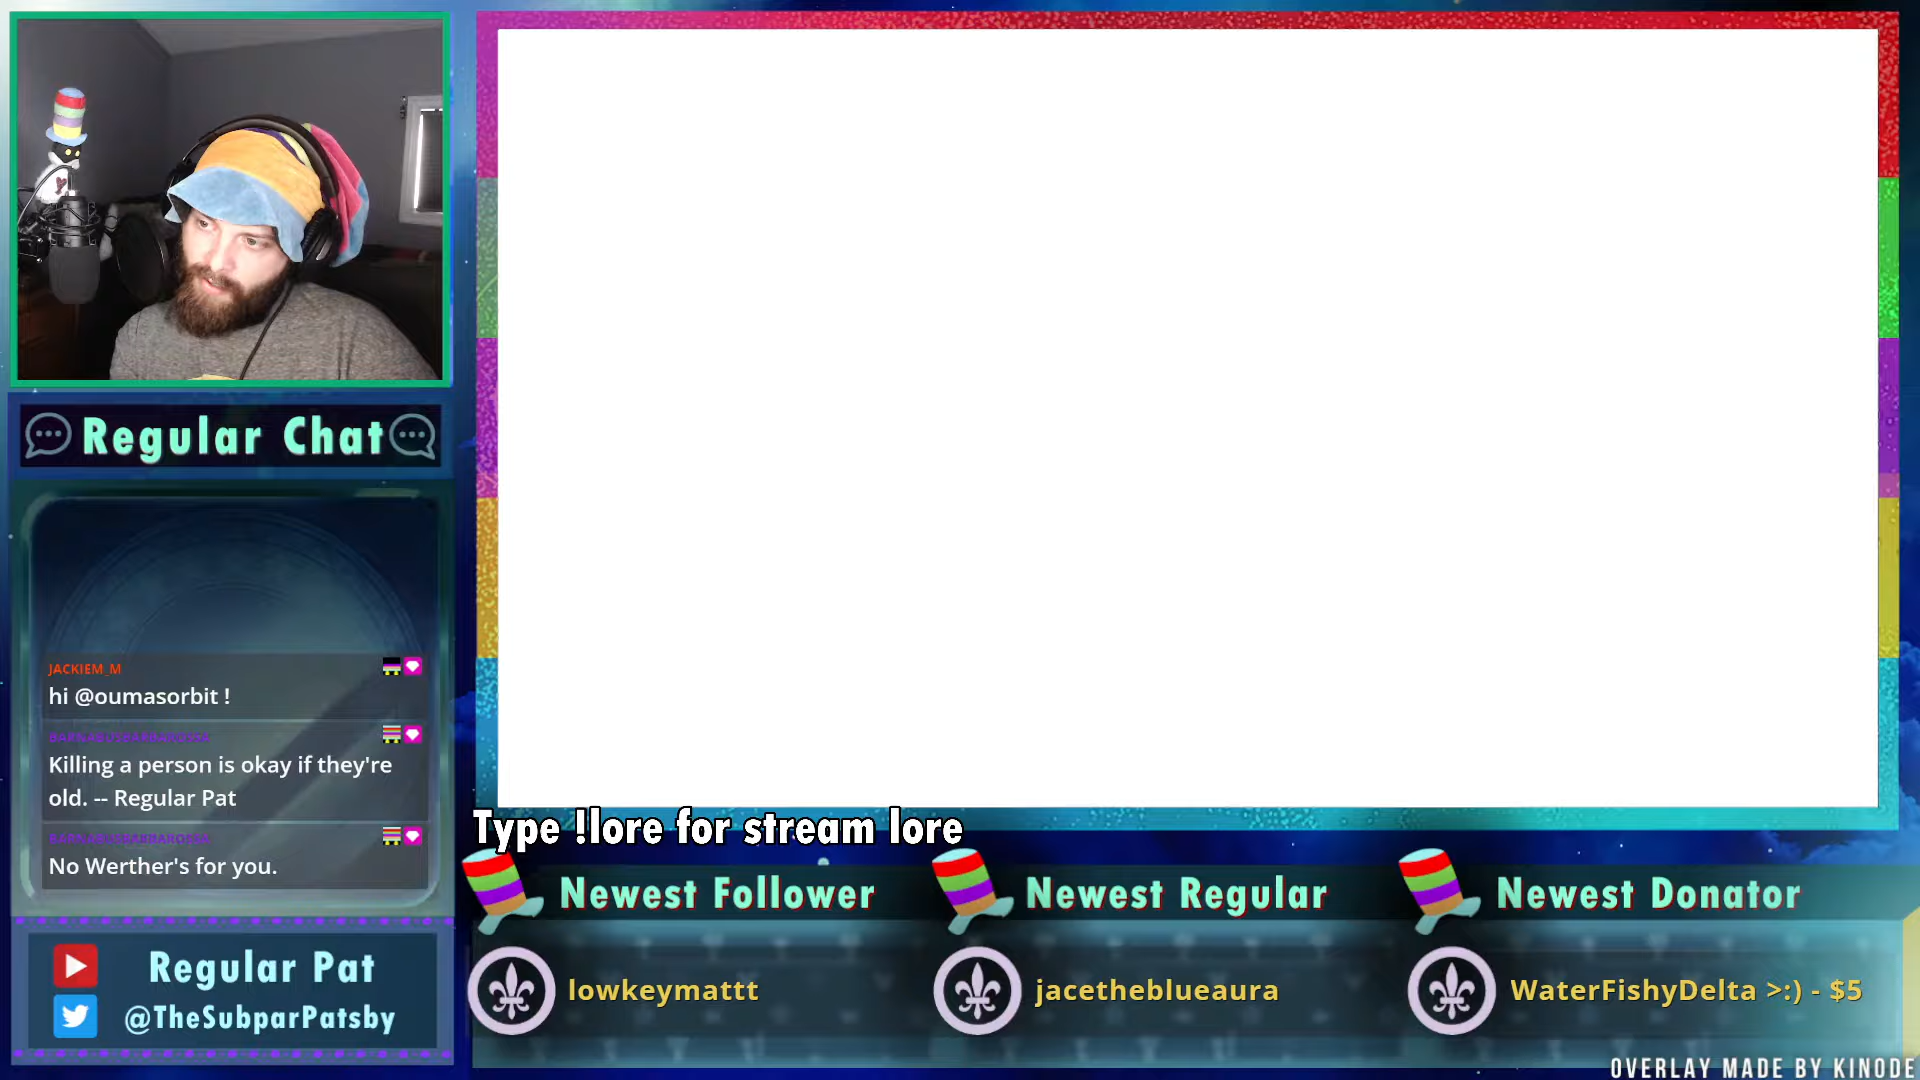 Regular Chat
JACKIEM_M
hi @oumasorbit !
BARNABUSBARBAROSSA
Killing a person is okay if they're
old. -- Regular Pat
BARNABUSBARBAROSSA
No Werther's for you.
Regular Pat
@TheSubparPatsby
Type !lore for stream lore
Newest Follower
lowkeymattt
Newest Regular
jacetheblueaura
Newest Donator
WaterFishyDelta >:) - $5
OVERLAY MADE BY KINODE